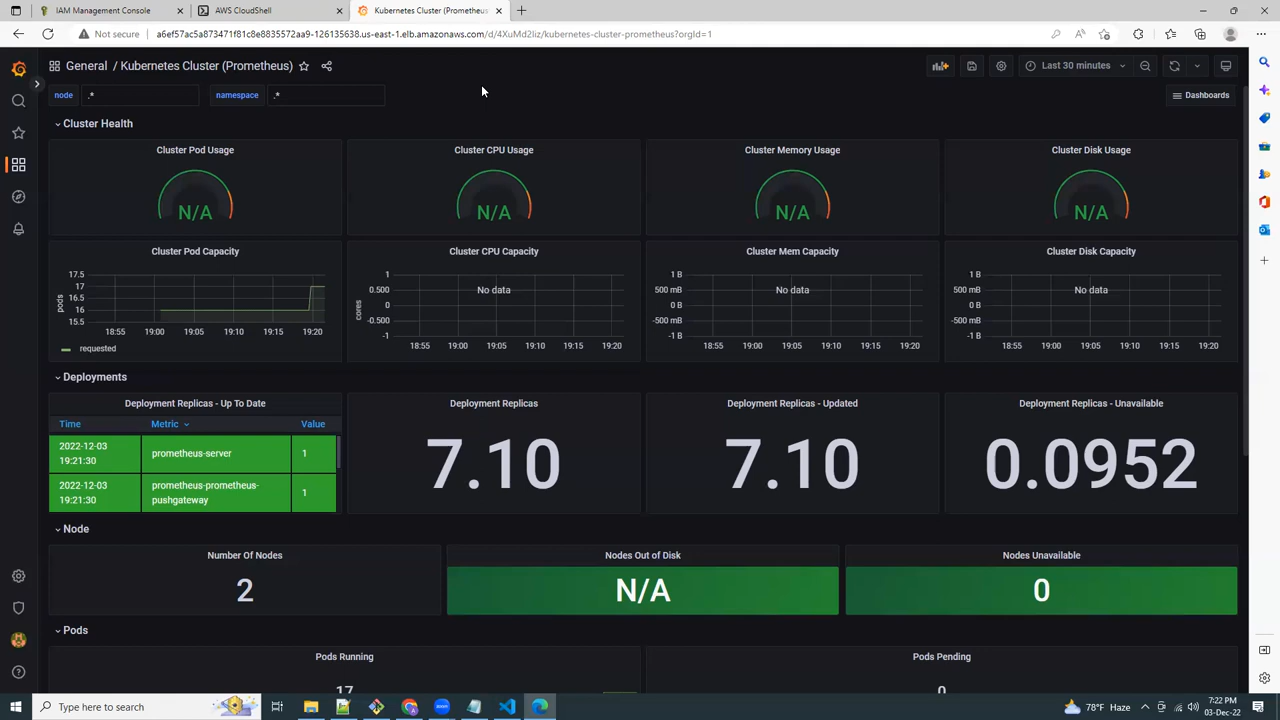 IAM Management Console
AWS CloudShell
Kubernetes Cluster (Prometheus)
Not secure
a6ef57ac5a873471f81c8e8835572aa9-126135638.us-east-1.elb.amazonaws.com/d/4XuMd2Iiz/kubernetes-cluster-prometheus?orgId=1
General / Kubernetes Cluster (Prometheus)
Last 30 minutes
node .* namespace .*
Dashboards
Cluster Health
Cluster Pod Usage
Cluster CPU Usage
Cluster Memory Usage
Cluster Disk Usage
N/A
N/A
N/A
N/A
Cluster Pod Capacity
17.5
17
16.5
16
15.5
pods
18:55 19:00 19:05 19:10 19:15 19:20
requested
Cluster CPU Capacity
1
0.500
0
-0.500
-1
cores
No data
18:55 19:00 19:05 19:10 19:15 19:20
Cluster Mem Capacity
1 B
500 mB
0 B
-500 mB
-1 B
No data
18:55 19:00 19:05 19:10 19:15 19:20
Cluster Disk Capacity
1 B
500 mB
0 B
-500 mB
-1 B
No data
18:55 19:00 19:05 19:10 19:15 19:20
Deployments
Deployment Replicas - Up To Date
Time Metric Value
2022-12-03 19:21:30 prometheus-server 1
2022-12-03 19:21:30 prometheus-prometheus-pushgateway 1
Deployment Replicas
7.10
Deployment Replicas - Updated
7.10
Deployment Replicas - Unavailable
0.0952
Node
Number Of Nodes
2
Nodes Out of Disk
N/A
Nodes Unavailable
0
Pods
Pods Running
17
Pods Pending
0
Type here to search
78°F Haze
7:22 PM
03-Dec-22